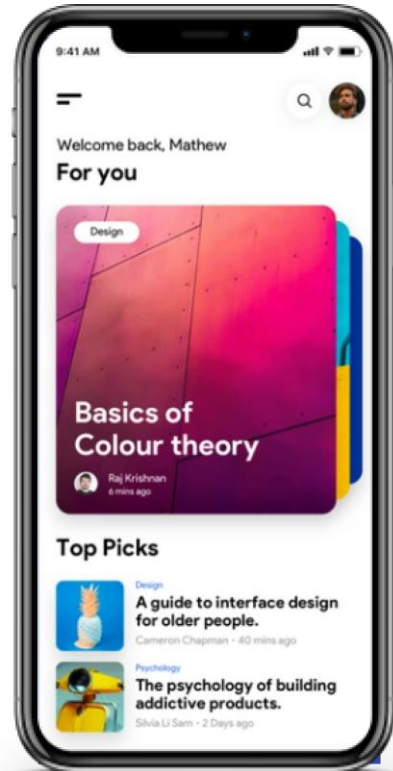 9:41 AM
Welcome back, Mathew
For you
Design
Basics of
Colour theory
Raj Krishnan
6 mins ago
Top Picks
Design
A guide to interface design
for older people.
Cameron Chapman • 40 mins ago
Psychology
The psychology of building
addictive products.
Silvia Li Sam • 2 Days ago